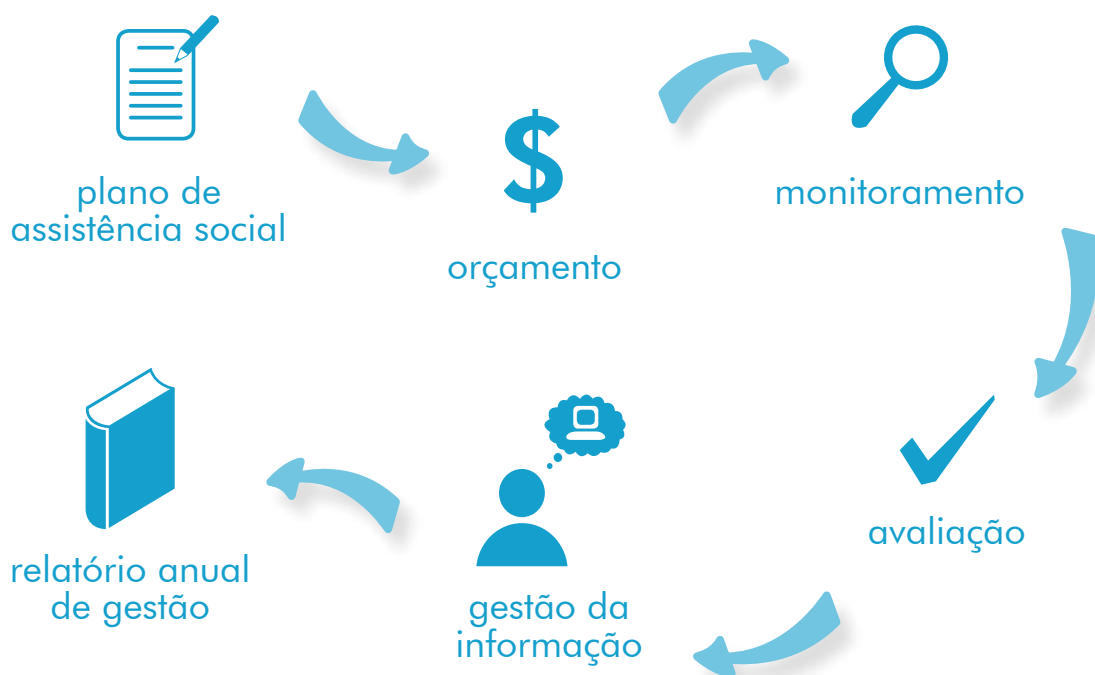 plano de
assistência social
orçamento
monitoramento
avaliação
gestão da
informação
relatório anual
de gestão